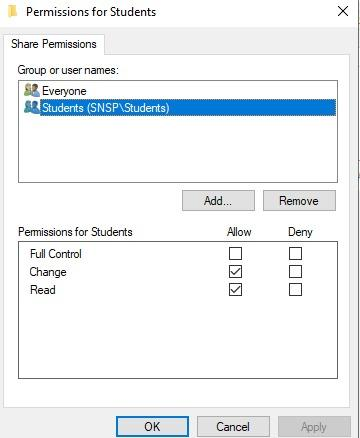 Permissions for Students
Share Permissions
Group or user names:
Everyone
Students (SNSP\Students)
Add... Remove
Permissions for Students Allow Deny
Full Control
Change
Read
OK Cancel Apply